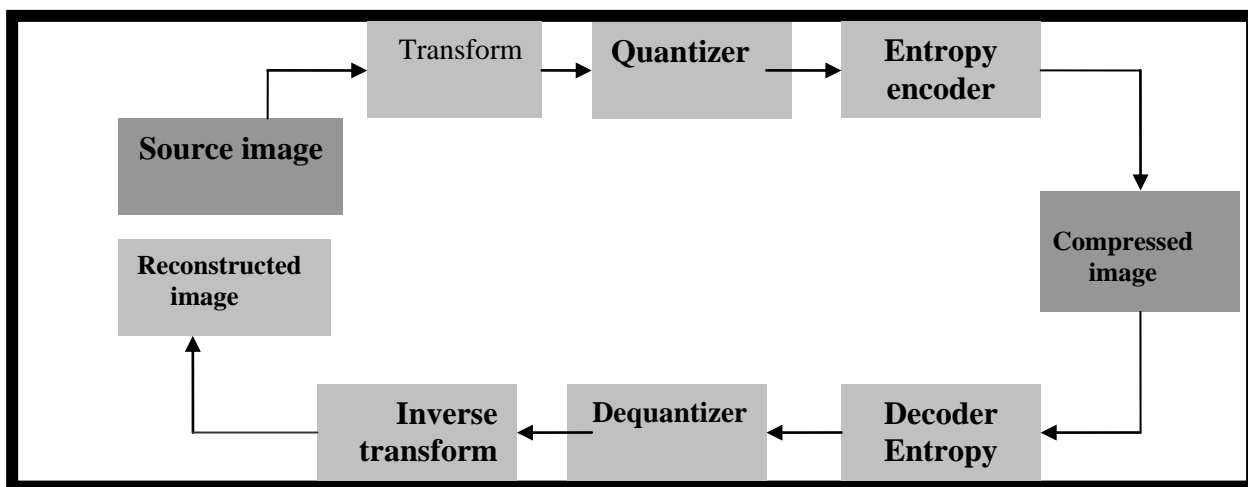 Transform
Quantizer
Entropy
encoder
Source image
Compressed
image
Reconstructed
image
Inverse
transform
Dequantizer
Decoder
Entropy